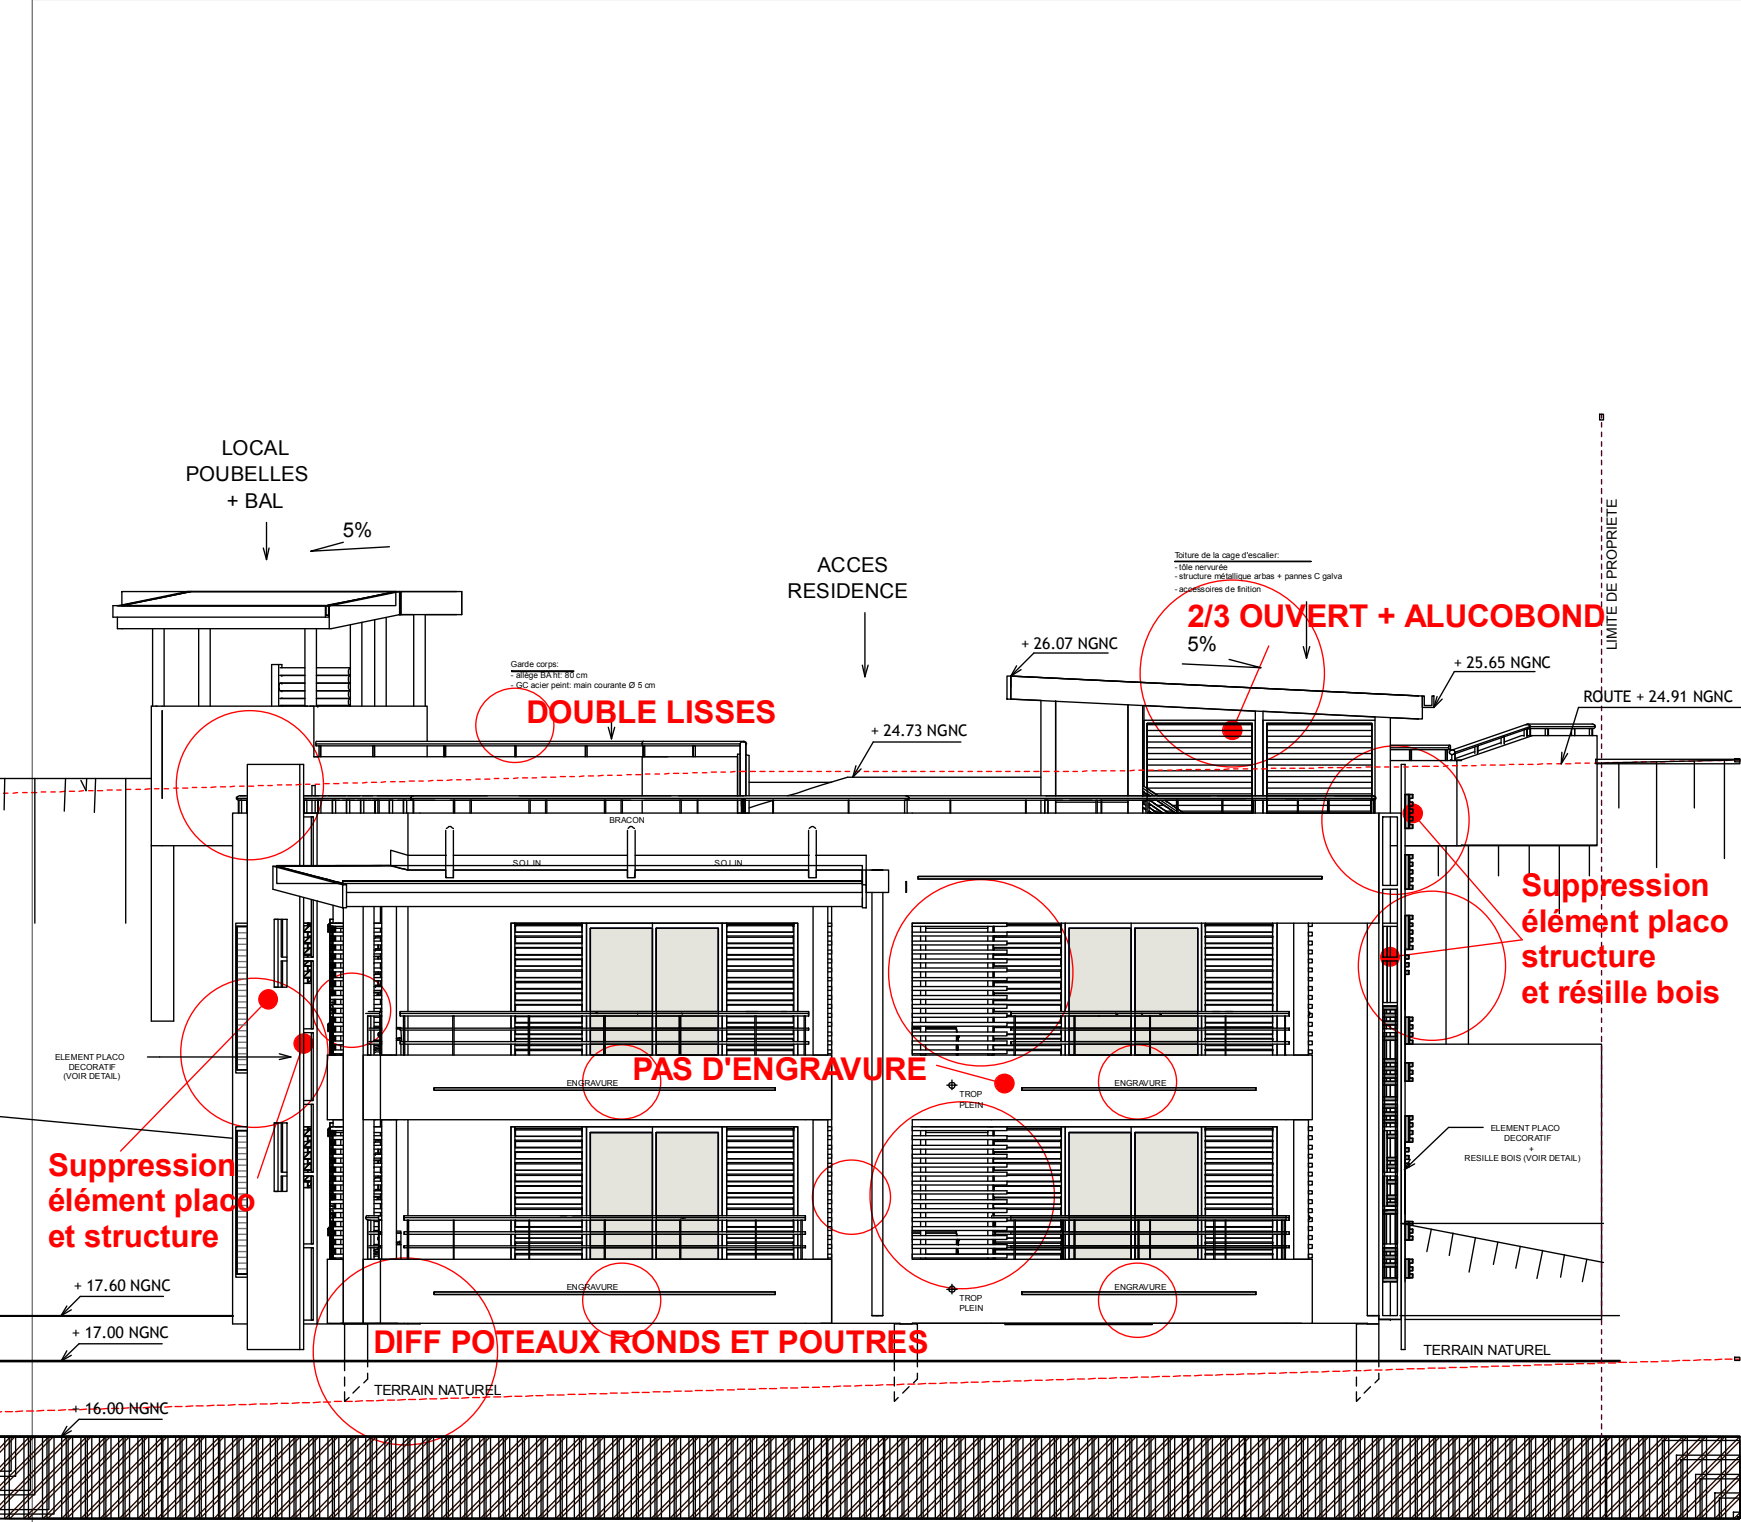 LOCAL
POUBELLES
+ BAL
5%
ACCES
RESIDENCE
Toiture de la cage d'escalier:
- tôle nervurée
- structure métallique arbas + pannes C galva
- accessoires de finition
2/3 OUVERT + ALUCOBOND
5%
LIMITE DE PROPRIETE
+ 26.07 NGNC
+ 25.65 NGNC
ROUTE + 24.91 NGNC
Garde corps:
- allège BA ht: 80 cm
- GC acier peint: main courante Ø 5 cm
DOUBLE LISSES
+ 24.73 NGNC
BRACON
SOLIN
SOLIN
Suppression
élément placo
structure
et résille bois
ELEMENT PLACO
DECORATIF
(VOIR DETAIL)
PAS D'ENGRAVURE
ENGRAVURE
ENGRAVURE
TROP
PLEIN
ELEMENT PLACO
DECORATIF
+
RESILLE BOIS (VOIR DETAIL)
Suppression
élément placo
et structure
+ 17.60 NGNC
ENGRAVURE
ENGRAVURE
TROP
PLEIN
+ 17.00 NGNC
DIFF POTEAUX RONDS ET POUTRES
TERRAIN NATUREL
TERRAIN NATUREL
+ 16.00 NGNC